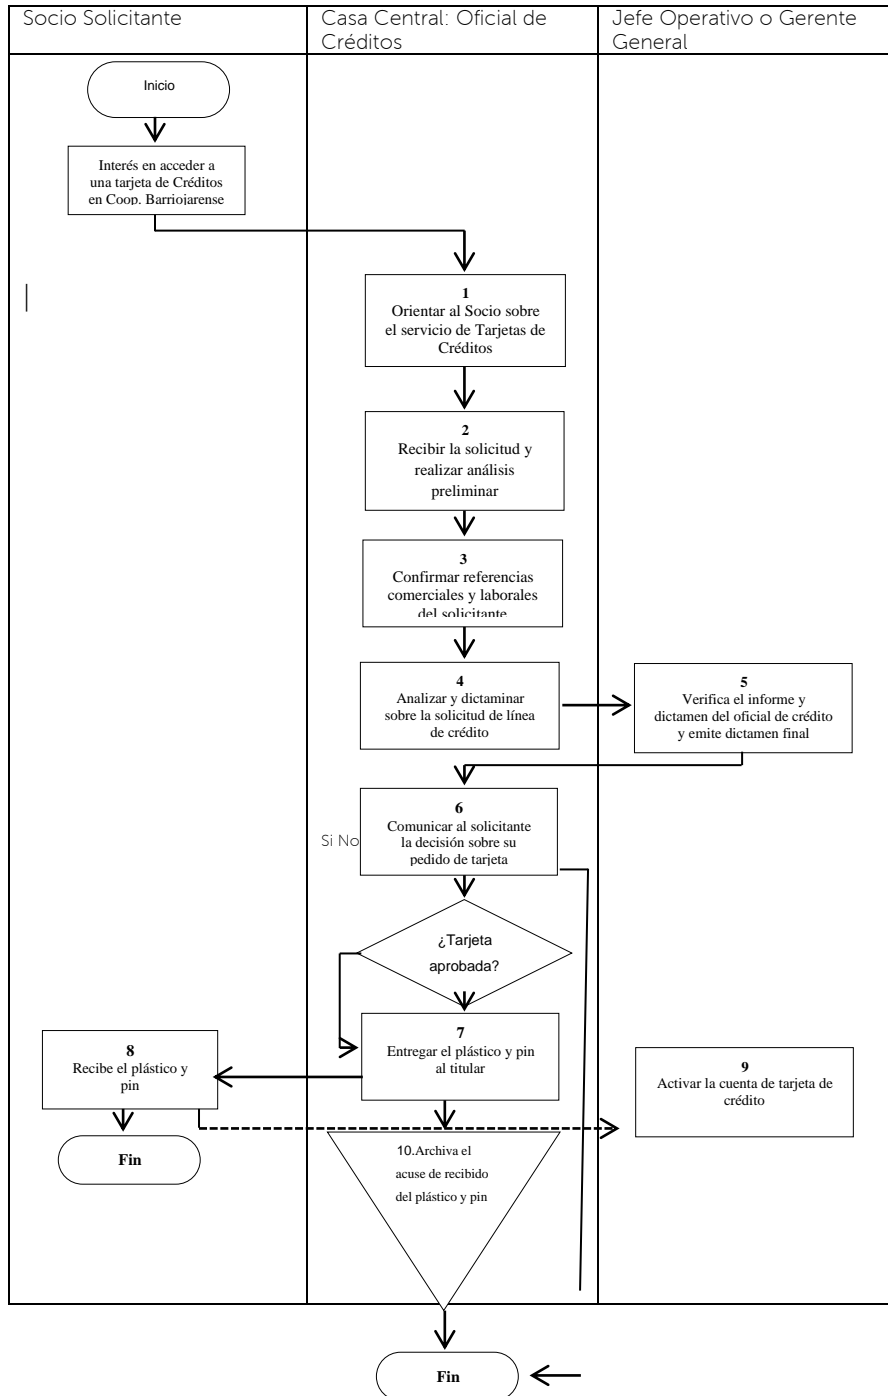 Socio Solicitante
Casa Central: Oficial de
Créditos
Jefe Operativo o Gerente
General
Inicio
Interés en acceder a
una tarjeta de Créditos
en Coop. Barriojarense
1
Orientar al Socio sobre
el servicio de Tarjetas de
Créditos
2
Recibir la solicitud y
realizar análisis
preliminar
3
Confirmar referencias
comerciales y laborales
del solicitante
4
Analizar y dictaminar
sobre la solicitud de línea
de crédito
5
Verifica el informe y
dictamen del oficial de crédito
y emite dictamen final
6
Comunicar al solicitante
la decisión sobre su
pedido de tarjeta
Si No
¿Tarjeta
aprobada?
7
Entregar el plástico y pin
al titular
8
Recibe el plástico y
pin
9
Activar la cuenta de tarjeta de
crédito
Fin
10.Archiva el
acuse de recibido
del plástico y pin
Fin